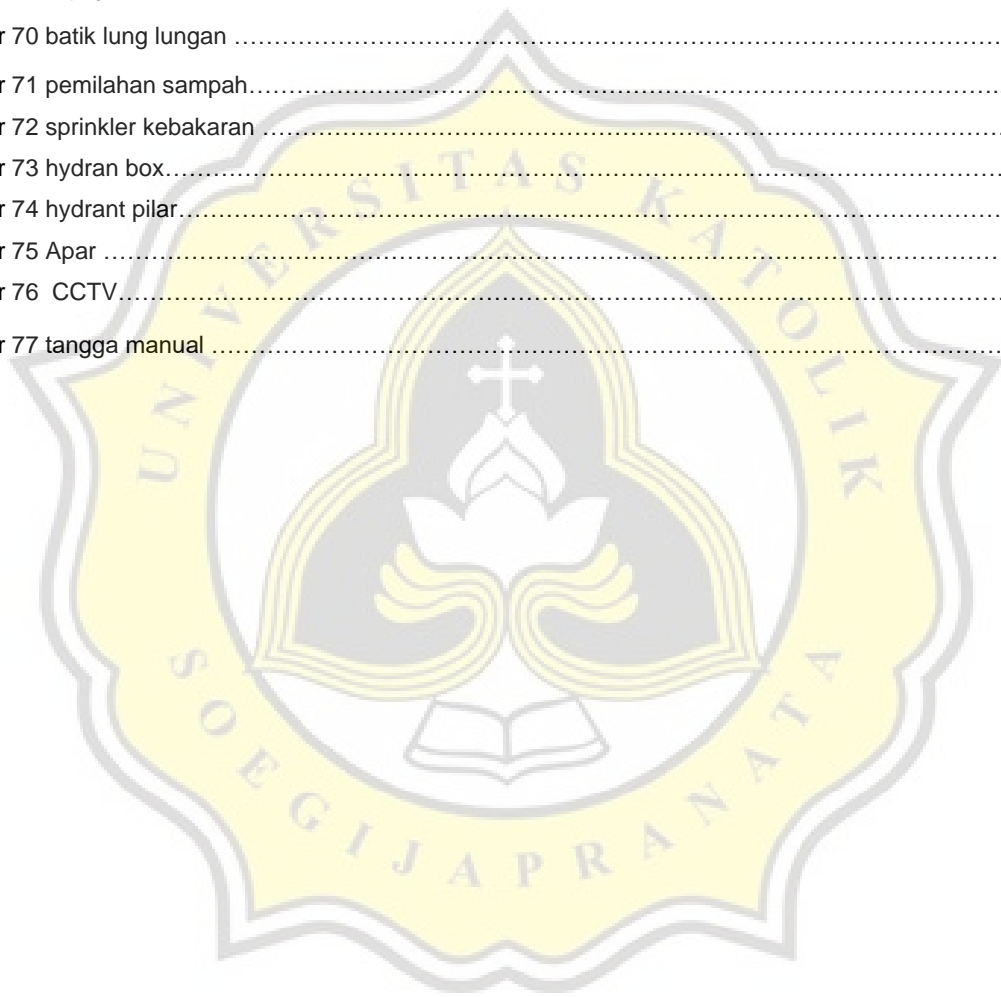 r 70 batik lung lungan ........................................................................................................................
r 71 pemilahan sampah........................................................................................................................
r 72 sprinkler kebakaran ........................................................................................................................
r 73 hydran box........................................................................................................................
r 74 hydrant pilar........................................................................................................................
r 75 Apar ........................................................................................................................
r 76  CCTV........................................................................................................................
r 77 tangga manual ........................................................................................................................
UNIVERSITAS KATOLIK
SOEGIJAPRANATA